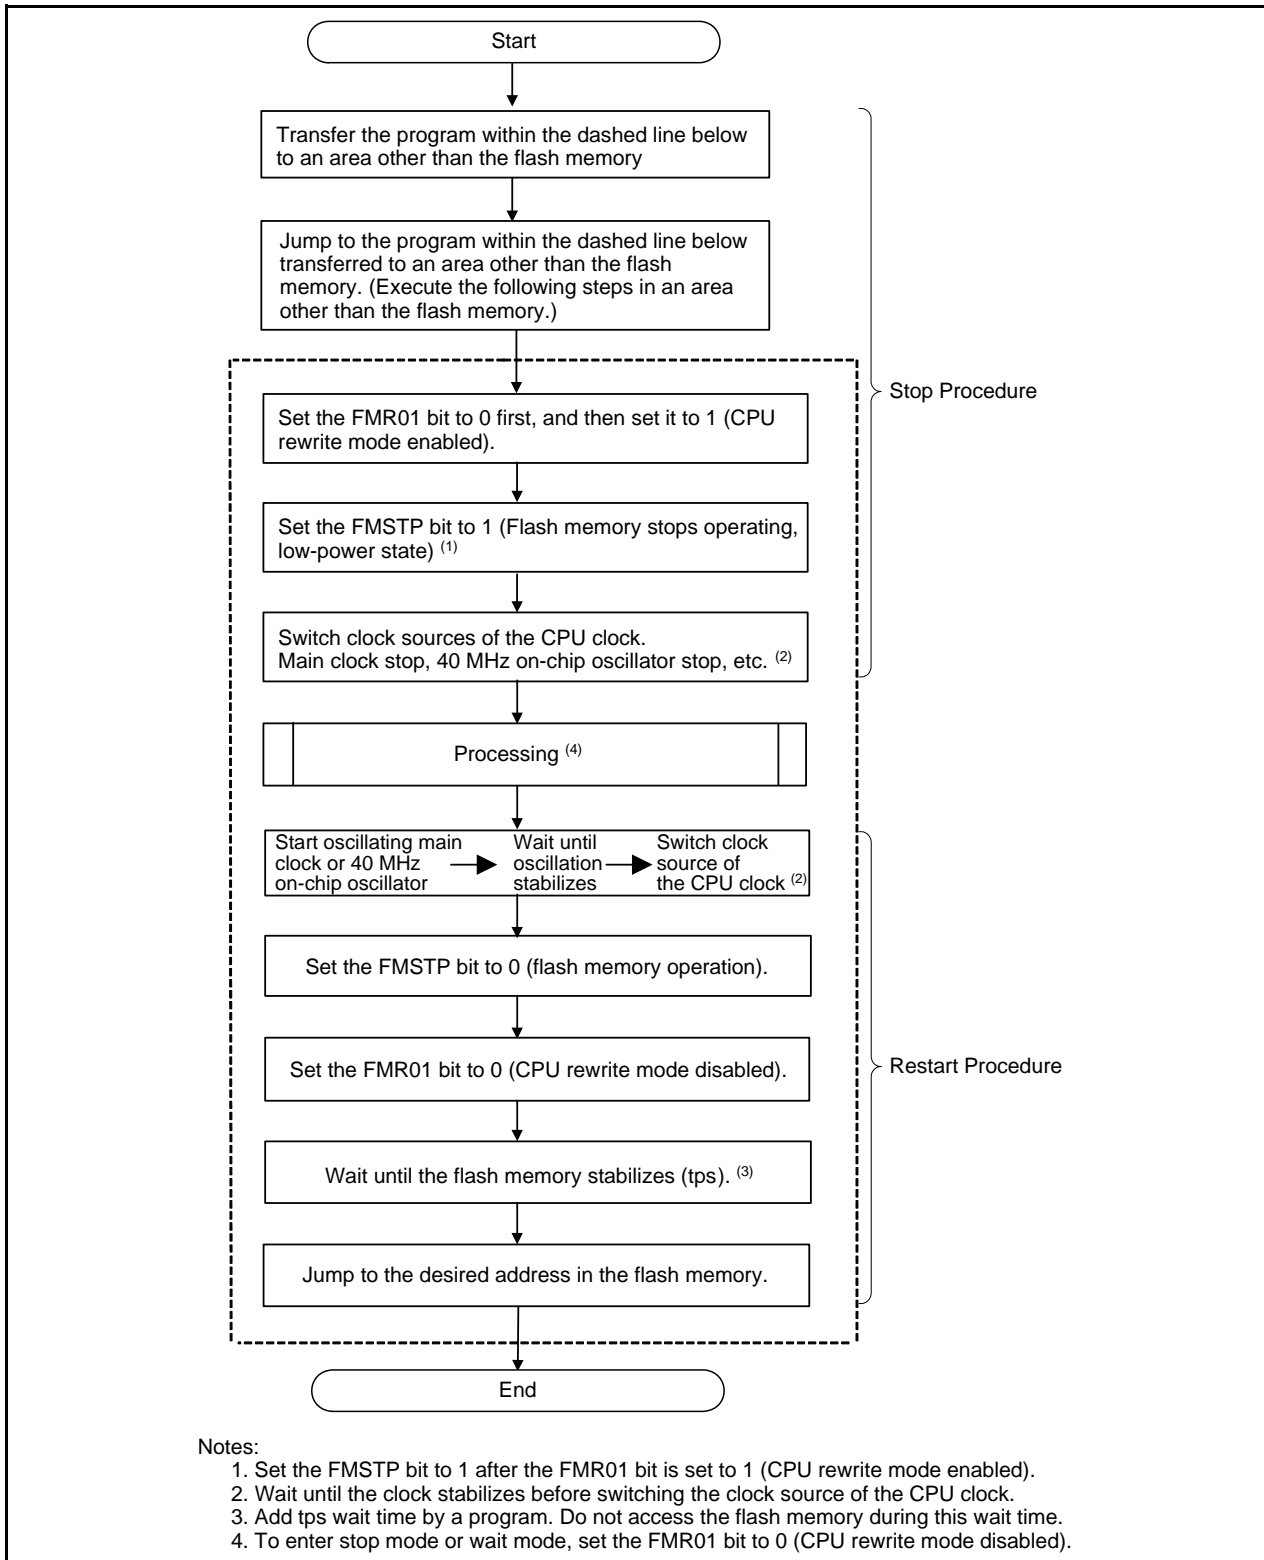 Start
Transfer the program within the dashed line below
to an area other than the flash memory
Jump to the program within the dashed line below
transferred to an area other than the flash
memory. (Execute the following steps in an area
other than the flash memory.)
Stop Procedure
Set the FMR01 bit to 0 first, and then set it to 1 (CPU
rewrite mode enabled).
Set the FMSTP bit to 1 (Flash memory stops operating,
low-power state) (1)
Switch clock sources of the CPU clock.
Main clock stop, 40 MHz on-chip oscillator stop, etc. (2)
Processing (4)
Start oscillating main
clock or 40 MHz
on-chip oscillator
Wait until
oscillation
stabilizes
Switch clock
source of
the CPU clock (2)
Set the FMSTP bit to 0 (flash memory operation).
Set the FMR01 bit to 0 (CPU rewrite mode disabled).
Restart Procedure
Wait until the flash memory stabilizes (tps). (3)
Jump to the desired address in the flash memory.
End
Notes:
1. Set the FMSTP bit to 1 after the FMR01 bit is set to 1 (CPU rewrite mode enabled).
2. Wait until the clock stabilizes before switching the clock source of the CPU clock.
3. Add tps wait time by a program. Do not access the flash memory during this wait time.
4. To enter stop mode or wait mode, set the FMR01 bit to 0 (CPU rewrite mode disabled).